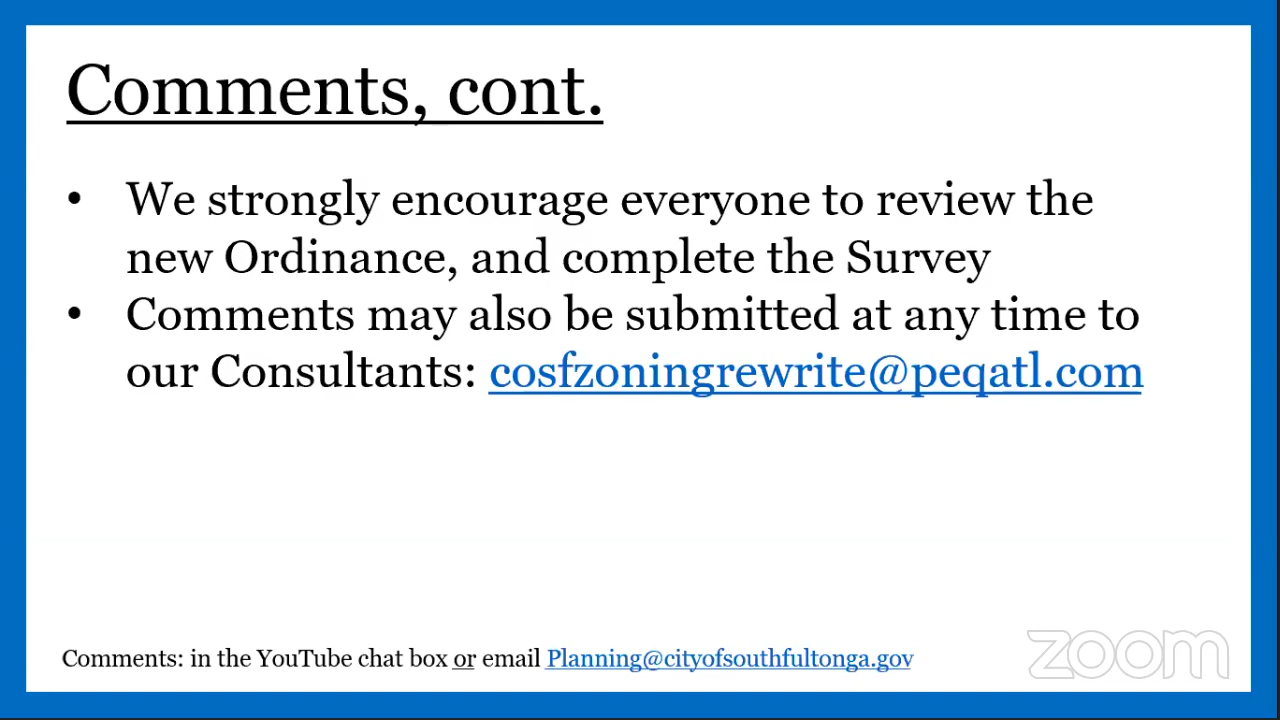 Comments, cont.
• We strongly encourage everyone to review the
new Ordinance, and complete the Survey
• Comments may also be submitted at any time to
our Consultants: cosfzoningrewrite@peqatl.com
Comments: in the YouTube chat box or email Planning@cityofsouthfultonga.gov
zoom